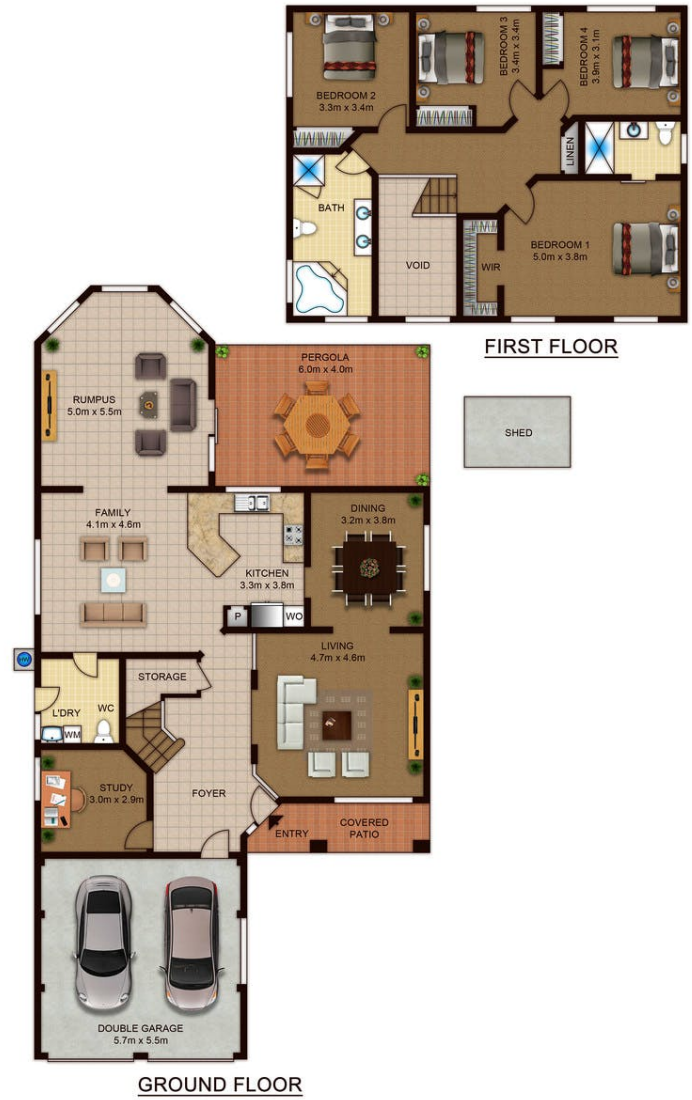 BEDROOM 2
3.3m x 3.4m
BEDROOM 3
3.4m x 3.4m
BEDROOM 4
3.9m x 3.1m
LINEN
BATH
VOID
WIR
BEDROOM 1
5.0m x 3.8m
FIRST FLOOR
PERGOLA
6.0m x 4.0m
RUMPUS
5.0m x 5.5m
SHED
FAMILY
4.1m x 4.6m
DINING
3.2m x 3.8m
KITCHEN
3.3m x 3.8m
P
WO
LIVING
4.7m x 4.6m
STORAGE
L'DRY
WC
WM
STUDY
3.0m x 2.9m
FOYER
ENTRY
COVERED
PATIO
DOUBLE GARAGE
5.7m x 5.5m
GROUND FLOOR